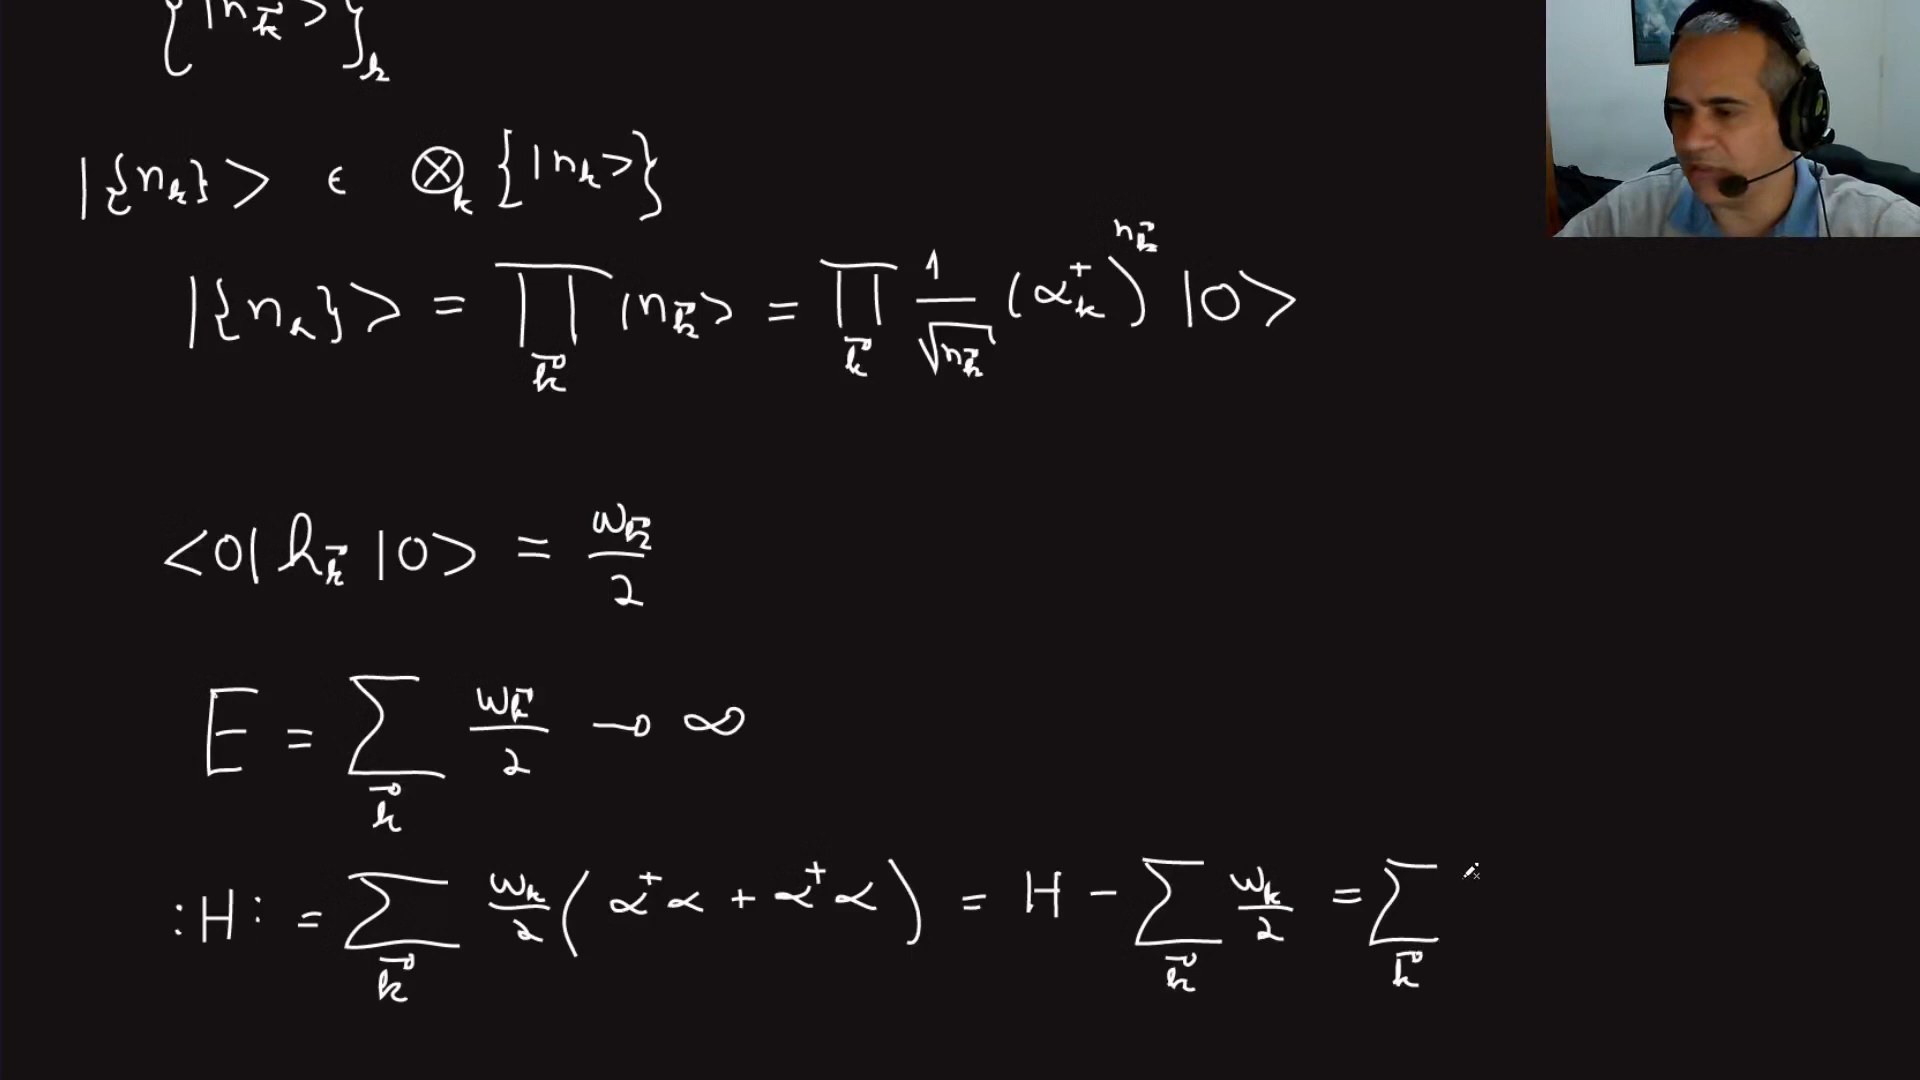 {|n_k⃗>}_k
|{n_k}> ϵ ⊗_k {|n_k>}
|{n_k}> = ∏_k⃗ |n_k⃗> = ∏_k⃗ 1/√n_k⃗ (α_k^+)^n_k⃗ |0>
<0| h_k⃗ |0> = ω_k⃗/2
E = ∑_k⃗ ω_k⃗/2 → ∞
:H: = ∑_k⃗ ω_k/2 (α^+ α + α^+ α) = H - ∑_k⃗ ω_k/2 = ∑_k⃗